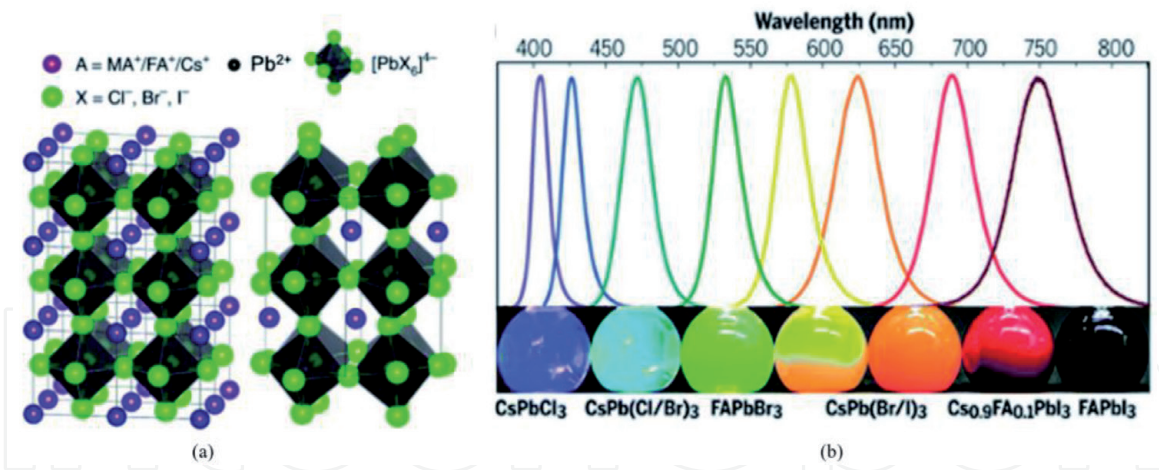 A = MA⁺/FA⁺/Cs⁺ Pb²⁺ [PbX₆]⁴⁻
X = Cl⁻, Br⁻, I⁻
(a)
Wavelength (nm)
400 450 500 550 600 650 700 750 800
CsPbCl₃ CsPb(Cl/Br)₃ FAPbBr₃ CsPb(Br/I)₃ Cs₀.₉FA₀.₁PbI₃ FAPbI₃
(b)